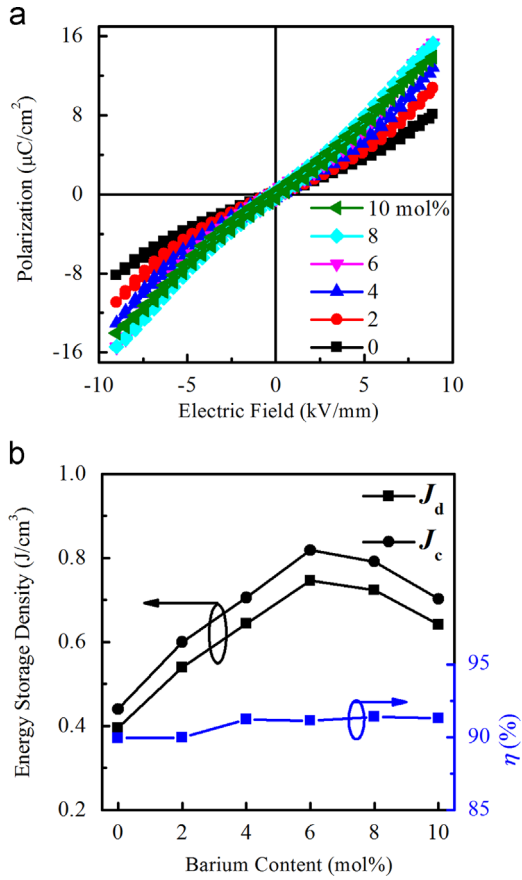 a
Polarization (μC/cm²)
16
8
0
-8
-16
10 mol%
8
6
4
2
0
-10
-5
0
5
10
Electric Field (kV/mm)
b
Energy Storage Density (J/cm³)
1.0
0.8
0.6
0.4
0.2
J_d
J_c
95
90
85
η (%)
0
2
4
6
8
10
Barium Content (mol%)